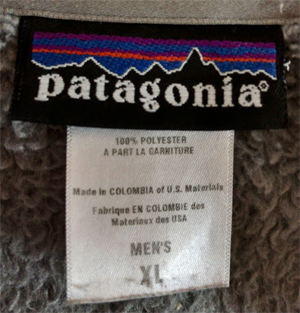 patagonia®
100% POLYESTER
A PART LA GARNITURE
Made in COLOMBIA of U.S. Materials
Fabrique EN COLOMBIE des
Materiaux des USA
MEN'S
XL